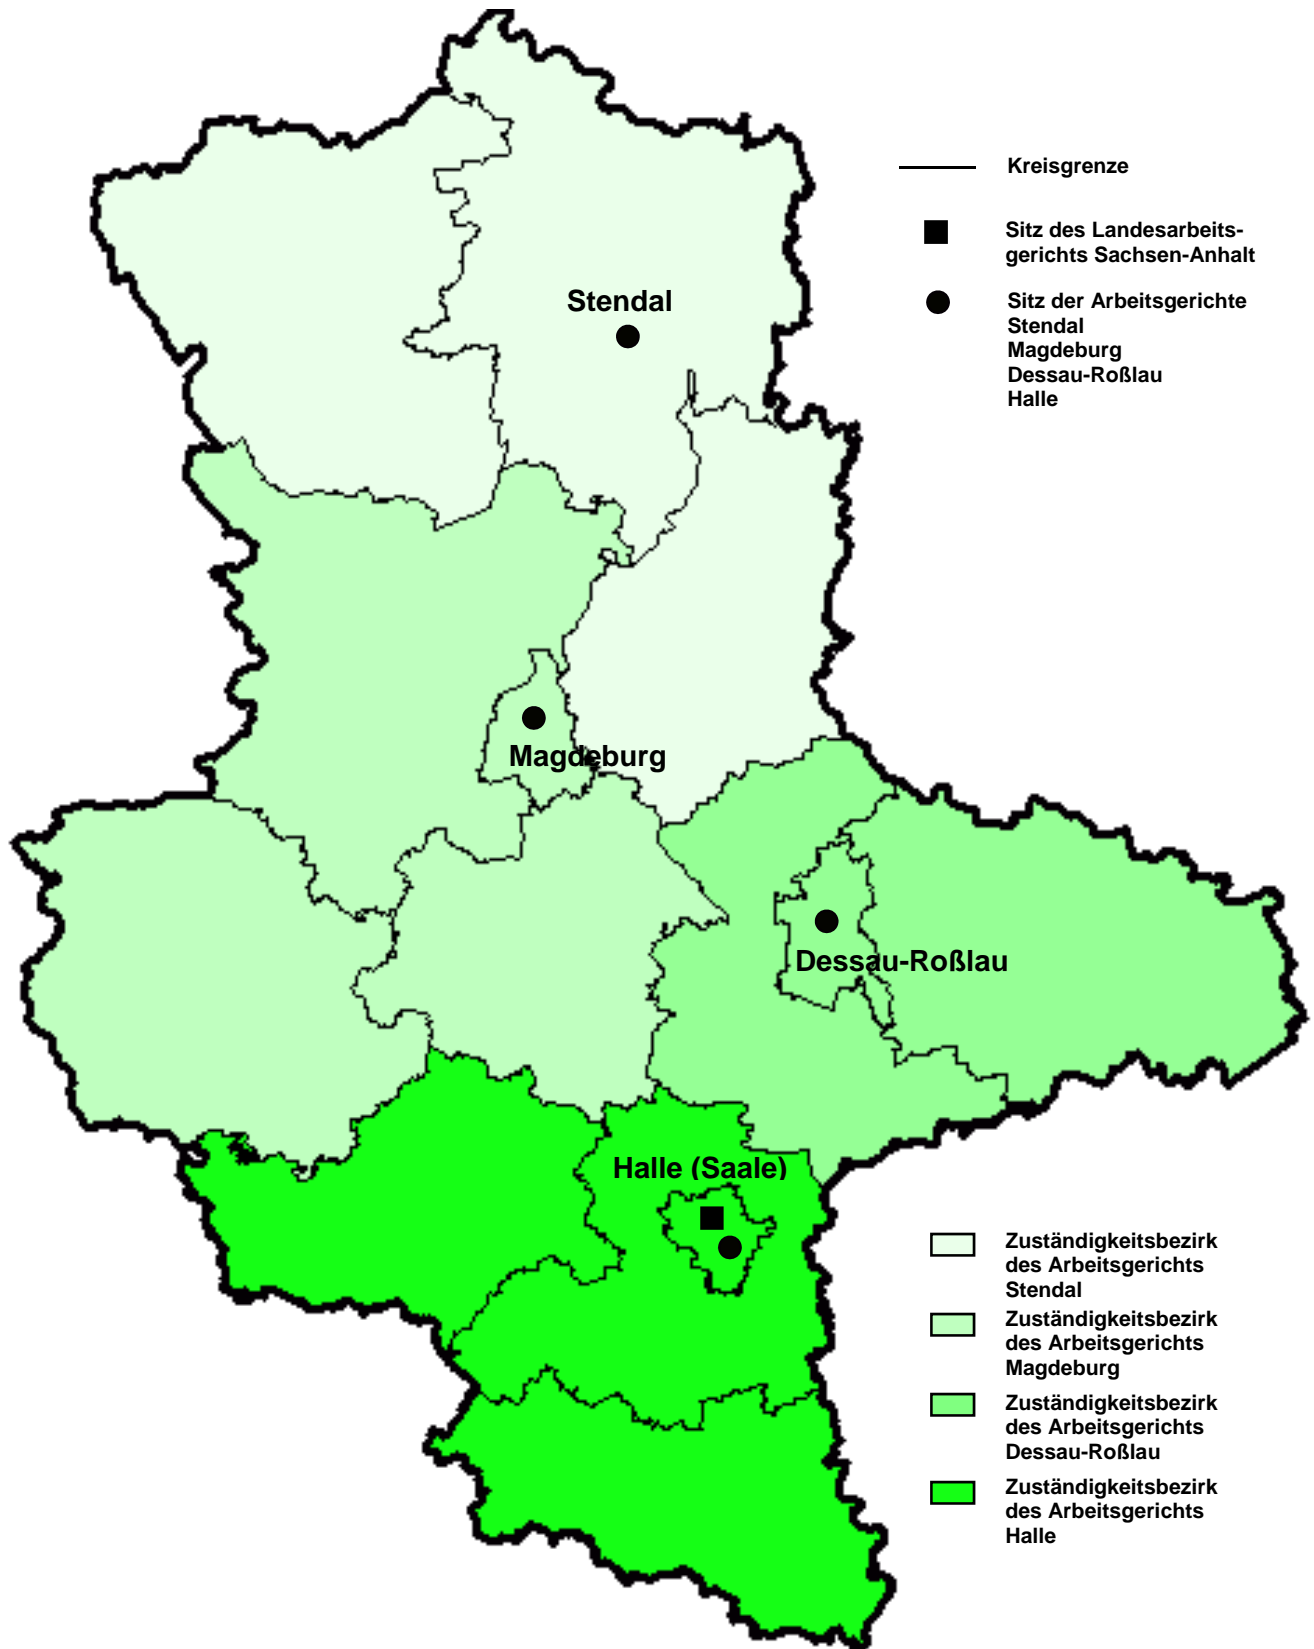 Kreisgrenze
Sitz des Landesarbeits-
gerichts Sachsen-Anhalt
Sitz der Arbeitsgerichte
Stendal
Magdeburg
Dessau-Roßlau
Halle
Stendal
Magdeburg
Dessau-Roßlau
Halle (Saale)
Zuständigkeitsbezirk
des Arbeitsgerichts
Stendal
Zuständigkeitsbezirk
des Arbeitsgerichts
Magdeburg
Zuständigkeitsbezirk
des Arbeitsgerichts
Dessau-Roßlau
Zuständigkeitsbezirk
des Arbeitsgerichts
Halle